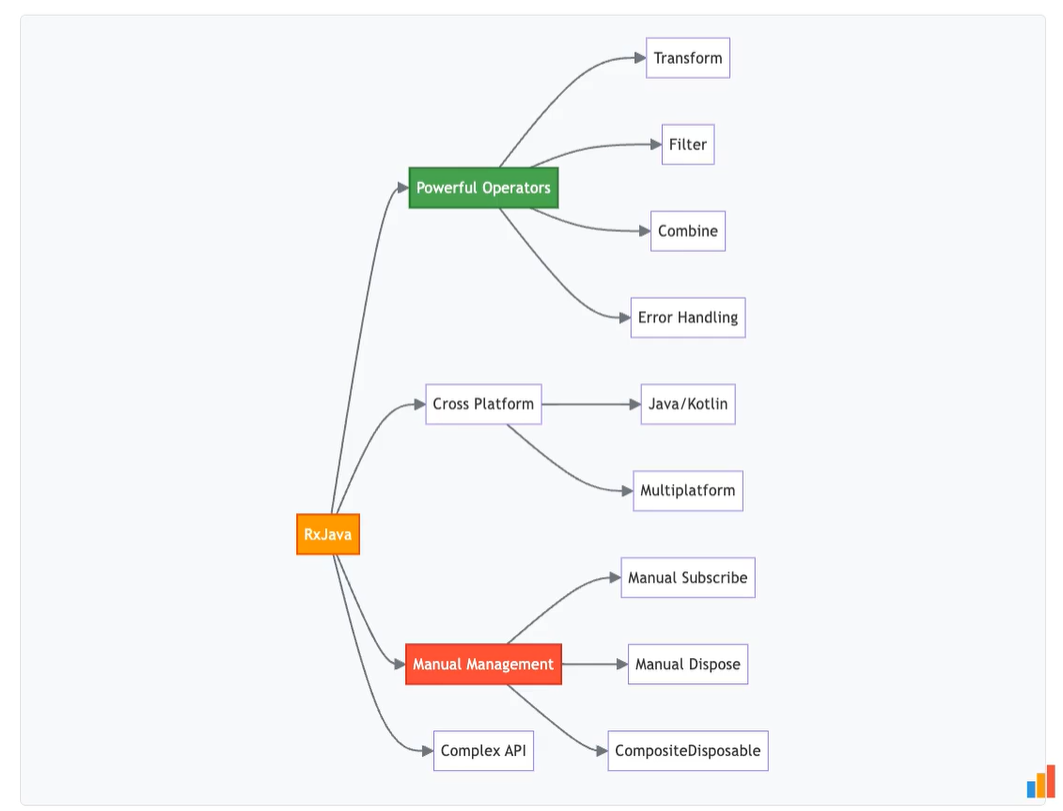 Transform
Filter
Powerful Operators
Combine
Error Handling
Cross Platform
Java/Kotlin
Multiplatform
RxJava
Manual Subscribe
Manual Management
Manual Dispose
Complex API
CompositeDisposable